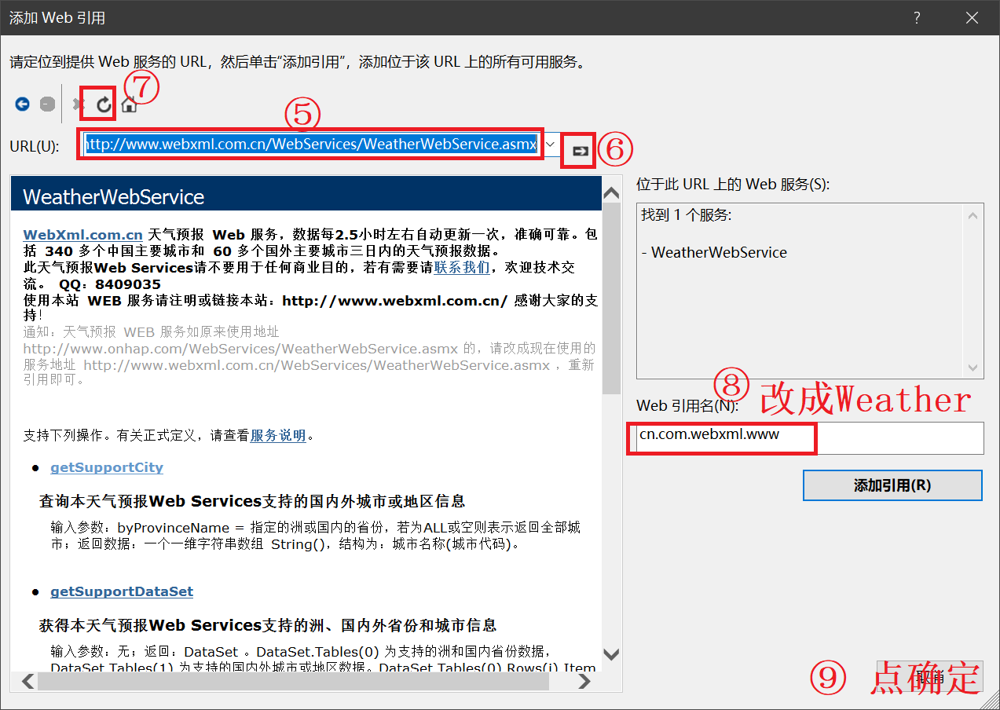 添加 Web 引用
?
请定位到提供 Web 服务的 URL，然后单击“添加引用”，添加位于该 URL 上的所有可用服务。
⑦
⑤
URL(U):
http://www.webxml.com.cn/WebServices/WeatherWebService.asmx
⑥
WeatherWebService
WebXml.com.cn 天气预报 Web 服务，数据每2.5小时左右自动更新一次，准确可靠。包
括 340 多个中国主要城市和 60 多个国外主要城市三日内的天气预报数据。
此天气预报Web Services请不要用于任何商业目的，若有需要请联系我们，欢迎技术交
流。 QQ：8409035
使用本站 WEB 服务请注明或链接本站：http://www.webxml.com.cn/ 感谢大家的支
持！
通知：天气预报 WEB 服务如原来使用地址
http://www.onhap.com/WebServices/WeatherWebService.asmx 的，请改成现在使用的
服务地址 http://www.webxml.com.cn/WebServices/WeatherWebService.asmx ，重新
引用即可。
支持下列操作。有关正式定义，请查看服务说明。
• getSupportCity
查询本天气预报Web Services支持的国内外城市或地区信息
输入参数：byProvinceName = 指定的洲或国内的省份，若为ALL或空则表示返回全部城
市；返回数据：一个一维字符串数组 String()，结构为：城市名称(城市代码)。
• getSupportDataSet
获得本天气预报Web Services支持的洲、国内外省份和城市信息
输入参数：无；返回：DataSet 。DataSet.Tables(0) 为支持的洲和国内省份数据，
DataSet.Tables(1) 为支持的国内外城市或地区数据。DataSet.Tables(0).Rows(i).Item
位于此 URL 上的 Web 服务(S):
找到 1 个服务:
- WeatherWebService
⑧ 改成Weather
Web 引用名(N):
cn.com.webxml.www
添加引用(R)
取消
⑨ 点确定